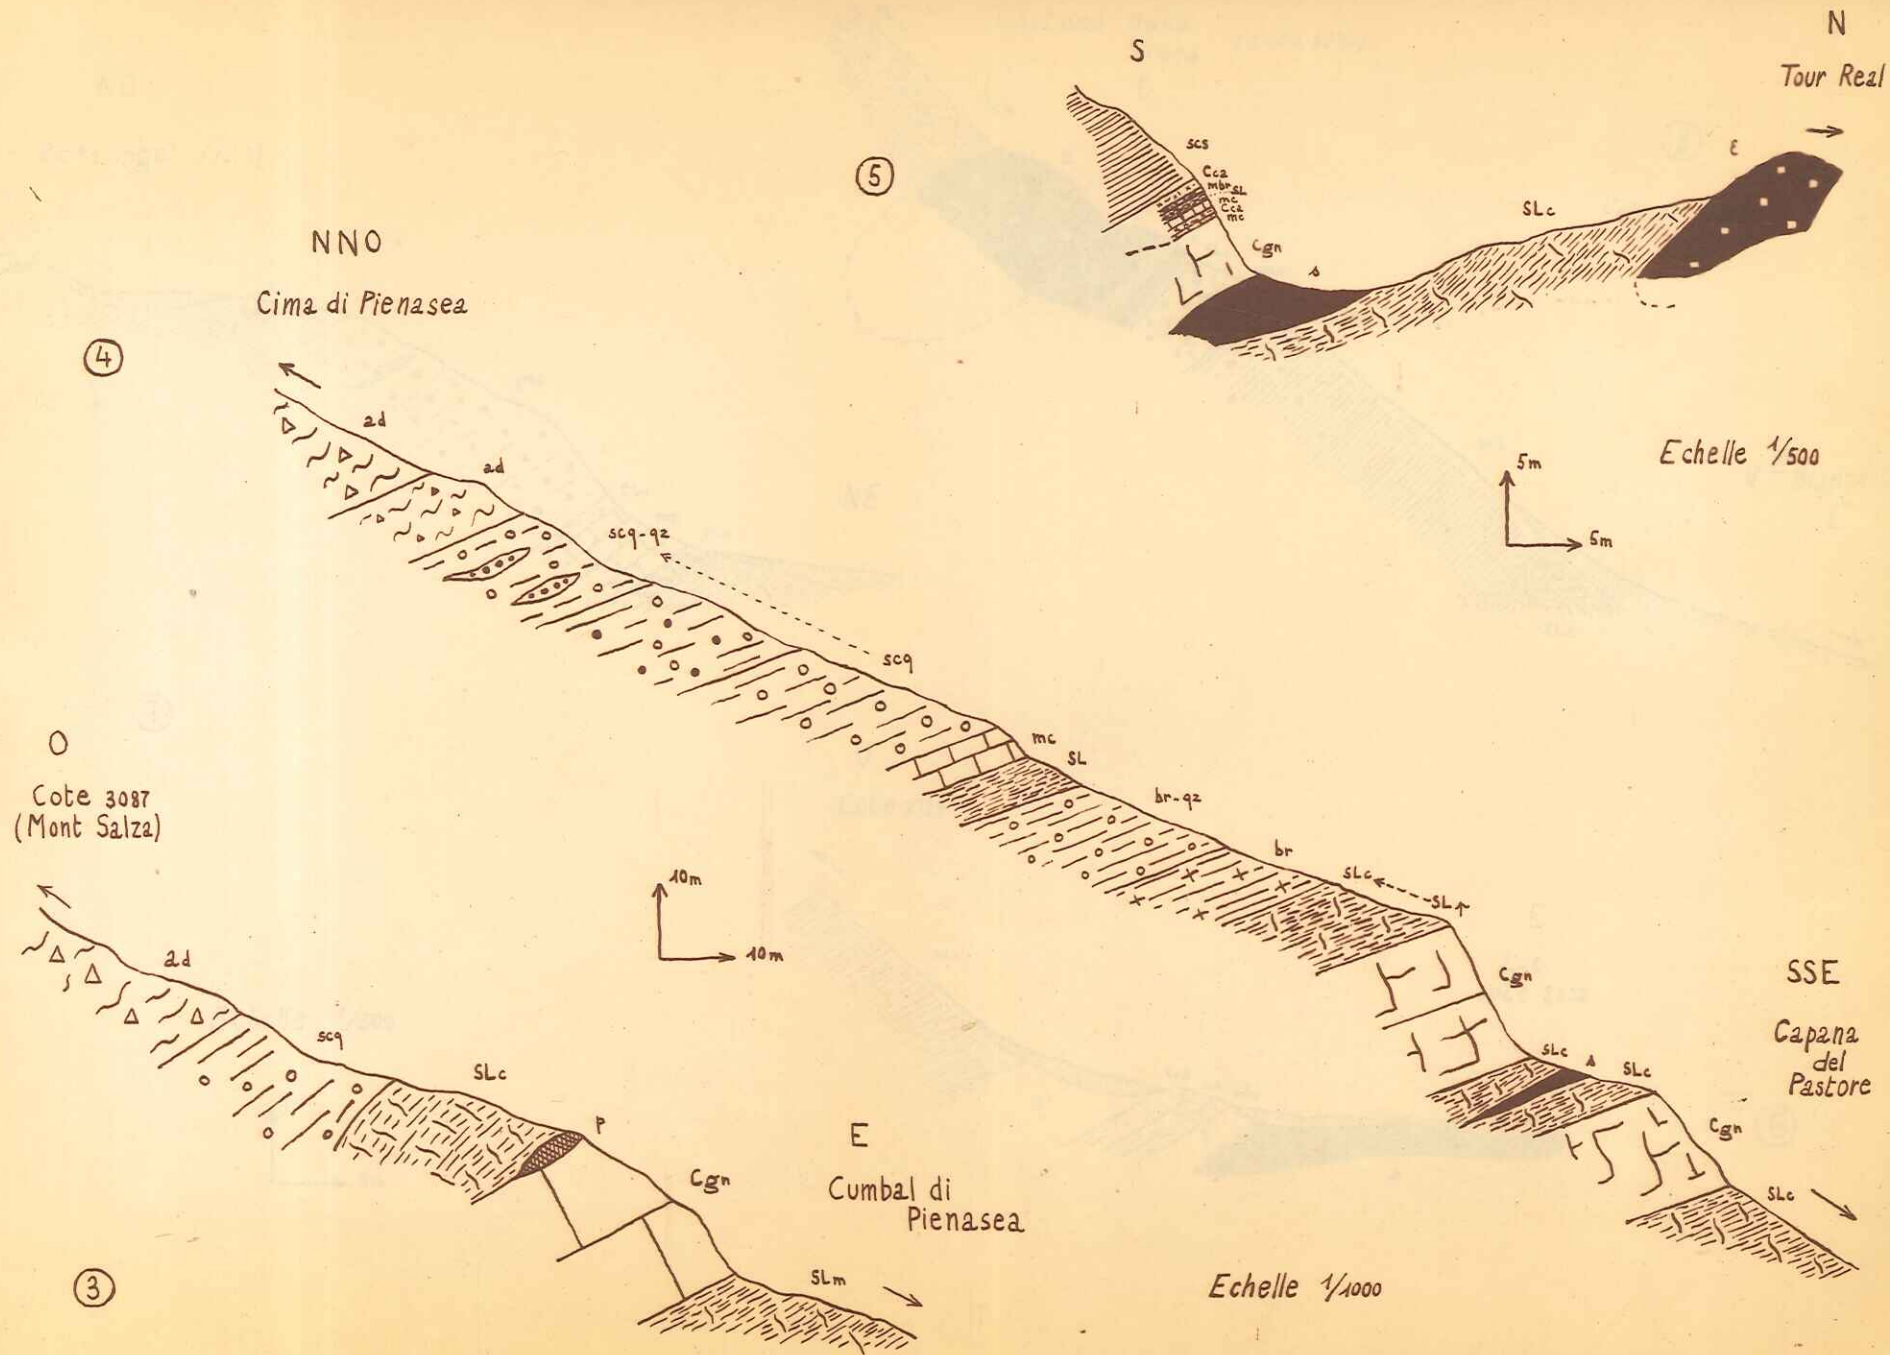 S
N
Tour Real
5
scs
Cca
mbr SL
mc
Cca
mc
Cgn
s
SLc
ε
Echelle 1/500
5m
5m
NNO
Cima di Pienasea
4
ad
ad
scq-qz
scq
mc
SL
br-qz
br
SLc
SL
Cgn
SLc
s
SLc
Cgn
SLc
SSE
Capana
del
Pastore
10m
10m
O
Cote 3087
(Mont Salza)
ad
scq
SLc
P
Cgn
SLm
E
Cumbal di
Pienasea
3
Echelle 1/1000